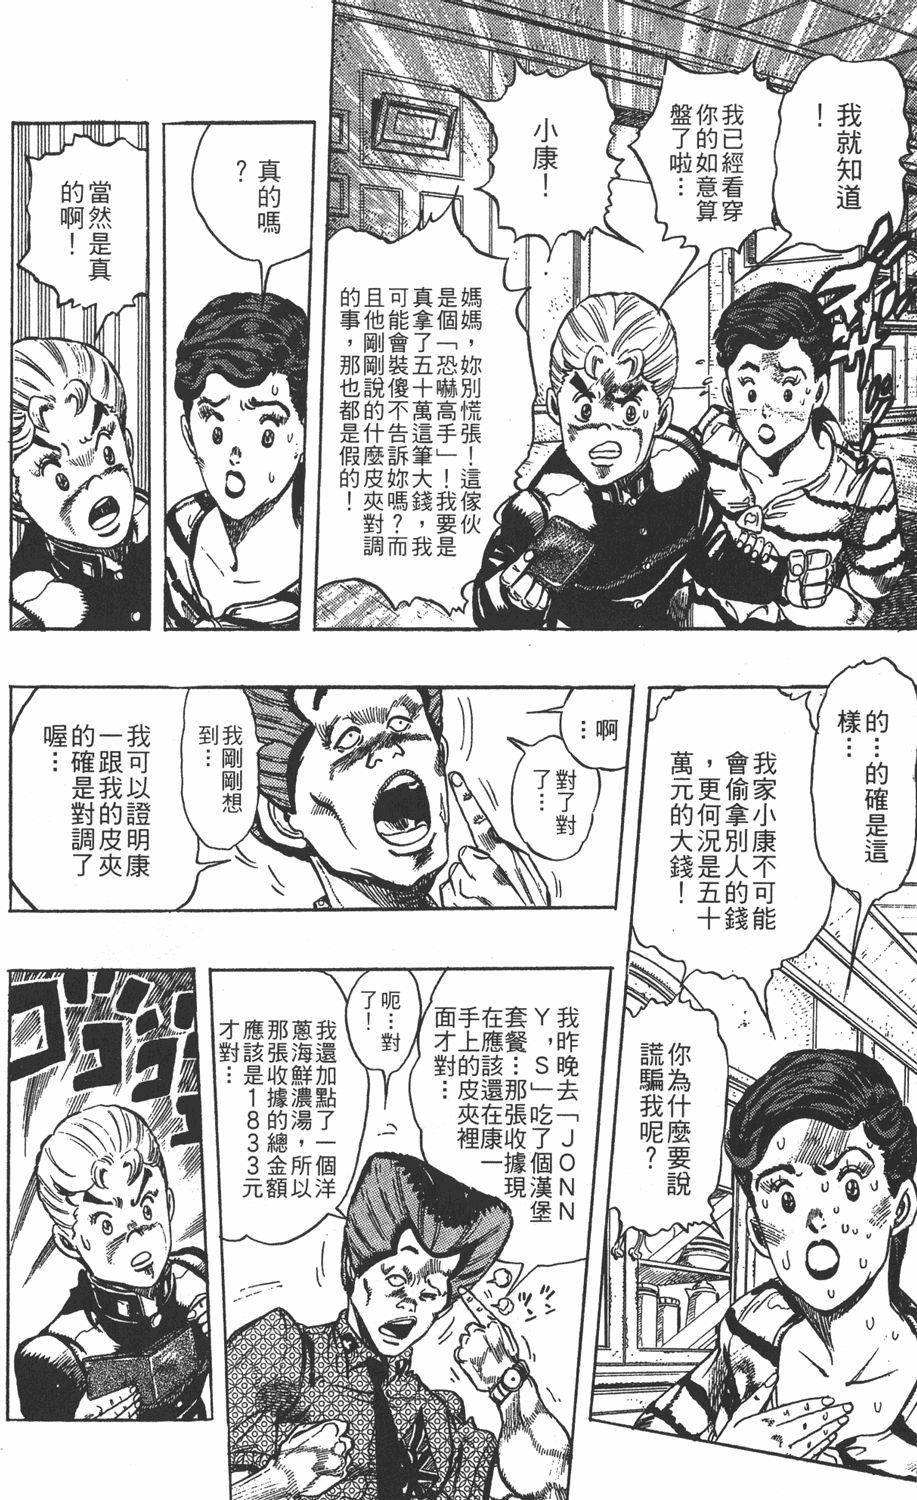 我就知道
！
我已經看穿
你的如意算
盤了啦…
小康！
媽媽，妳別慌張！這傢伙
是個「恐嚇高手」！我要是
真拿了五十萬這筆大錢，我
可能會裝傻不告訴妳嗎？而
且他剛剛說的什麼皮夾對調
的事，那也都是假的！
真的嗎
？
當然是真
的啊！
的…的確是這
樣…
我家小康不可能
會偷拿別人的錢
，更何況是五十
萬元的大錢！
你為什麼要說
謊騙我呢？
啊
…
對了對
了…
我剛剛想
到…
我可以證明康
一跟我的皮夾
的確是對調了
喔…
我昨晚去「JONN
Y，S」吃了個漢堡
套餐…那張收據現
在應該還在康一
手上的皮夾裡
面才對…
呃…對
了！
我還加點了一個洋
蔥海鮮濃湯，所以
那張收據的總金額
應該是1833元
才對…
ゴゴゴ